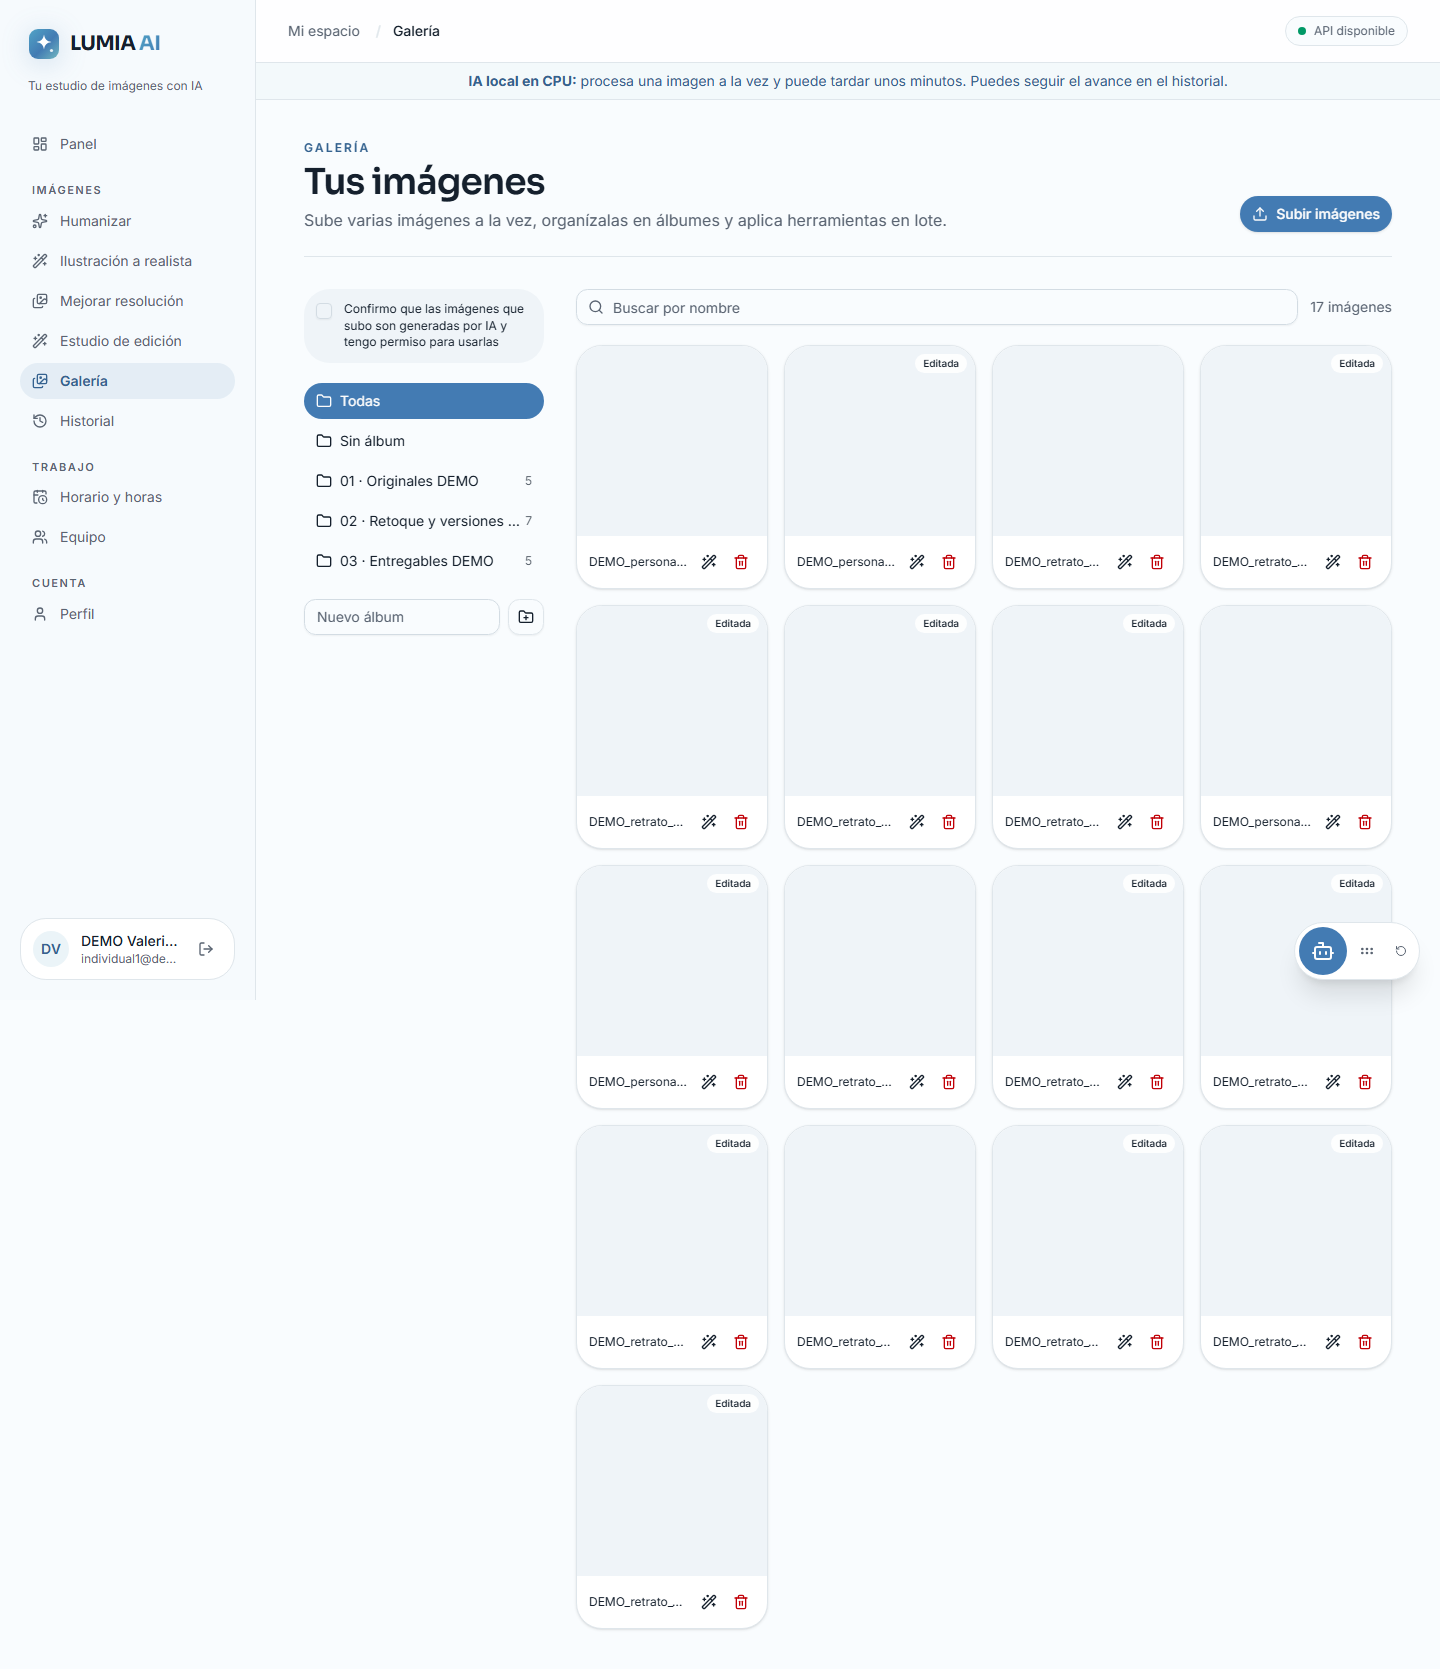 LUMIA AI
Tu estudio de imágenes con IA
Panel
IMÁGENES
Humanizar
Ilustración a realista
Mejorar resolución
Estudio de edición
Galería
Historial
TRABAJO
Horario y horas
Equipo
CUENTA
Perfil
DV
DEMO Valeri...
individual1@de...
Mi espacio / Galería
API disponible
IA local en CPU: procesa una imagen a la vez y puede tardar unos minutos. Puedes seguir el avance en el historial.
GALERÍA
Tus imágenes
Sube varias imágenes a la vez, organízalas en álbumes y aplica herramientas en lote.
Subir imágenes
Confirmo que las imágenes que
subo son generadas por IA y
tengo permiso para usarlas
Todas
Sin álbum
01 · Originales DEMO 5
02 · Retoque y versiones ... 7
03 · Entregables DEMO 5
Nuevo álbum
Buscar por nombre
17 imágenes
Editada
Editada
DEMO_persona...
DEMO_persona...
DEMO_retrato_...
DEMO_retrato_...
Editada
Editada
Editada
DEMO_retrato_...
DEMO_retrato_...
DEMO_retrato_...
DEMO_persona...
Editada
Editada
Editada
DEMO_persona...
DEMO_retrato_...
DEMO_retrato_...
DEMO_retrato_...
Editada
Editada
Editada
DEMO_retrato_...
DEMO_retrato_...
DEMO_retrato_...
DEMO_retrato_...
Editada
DEMO_retrato_...